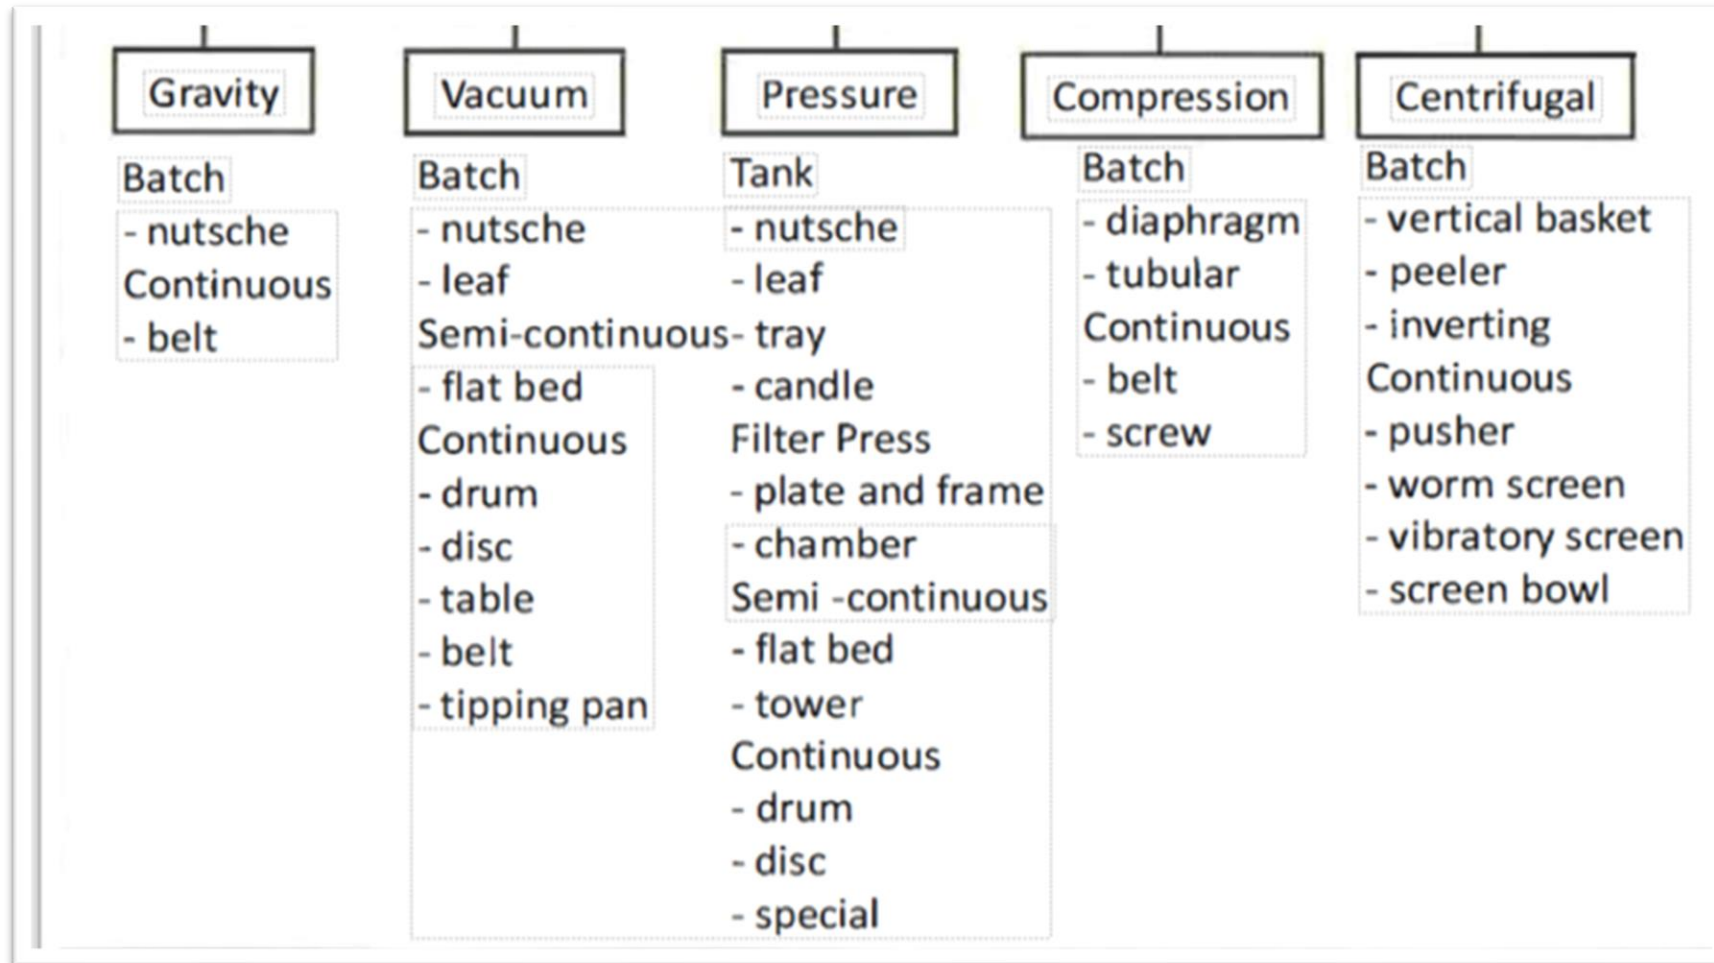 Gravity
Batch
- nutsche
Continuous
- belt
Vacuum
Batch
- nutsche
- leaf
Semi-continuous
- flat bed
Continuous
- drum
- disc
- table
- belt
- tipping pan
Pressure
Tank
- nutsche
- leaf
- tray
- candle
Filter Press
- plate and frame
- chamber
Semi -continuous
- flat bed
- tower
Continuous
- drum
- disc
- special
Compression
Batch
- diaphragm
- tubular
Continuous
- belt
- screw
Centrifugal
Batch
- vertical basket
- peeler
- inverting
Continuous
- pusher
- worm screen
- vibratory screen
- screen bowl